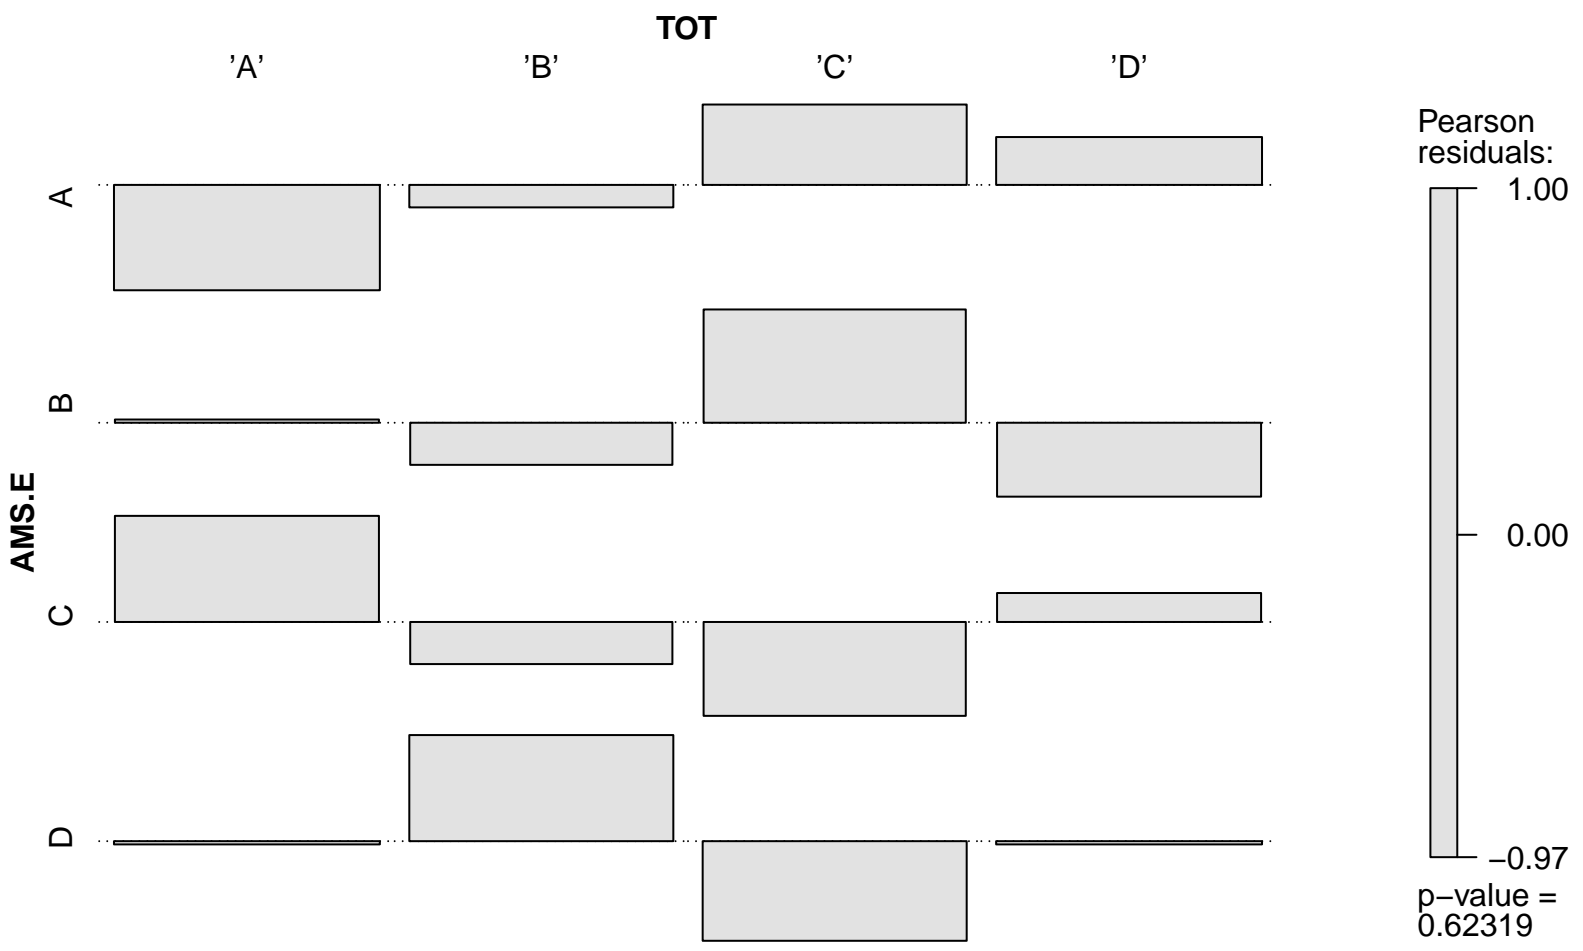 TOT
’A’ ’B’ ’C’ ’D’
AMS.E
A
B
C
D
Pearson
residuals:
1.00
0.00
−0.97
p−value =
0.62319